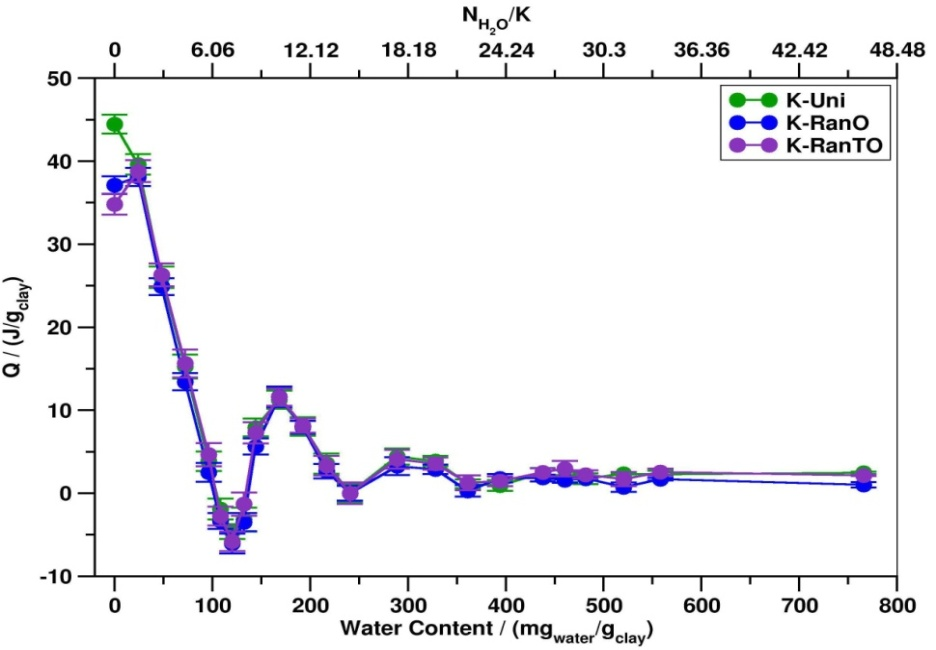 N_H₂O/K
0 6.06 12.12 18.18 24.24 30.3 36.36 42.42 48.48
50
40
30
20
10
0
-10
K-Uni
K-RanO
K-RanTO
Q / (J/g_clay)
0 100 200 300 400 500 600 700 800
Water Content / (mg_water/g_clay)